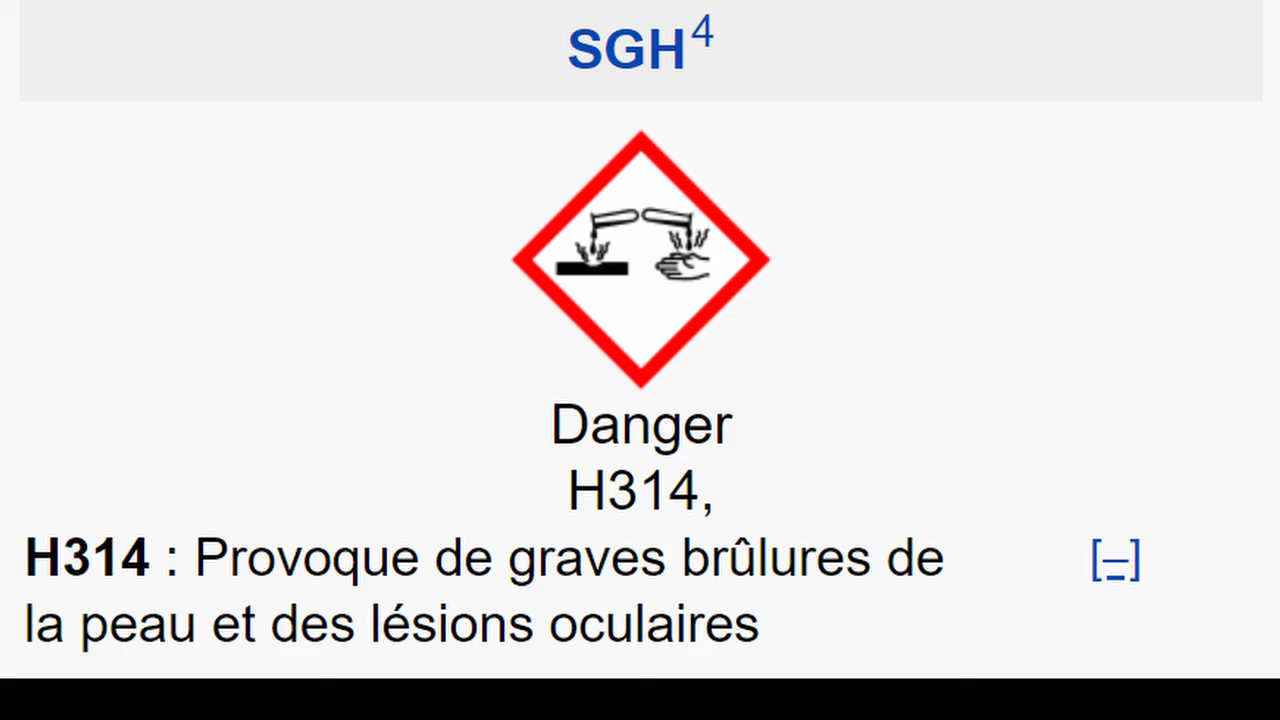 SGH4
Danger
H314,
H314 : Provoque de graves brûlures de [–]
la peau et des lésions oculaires